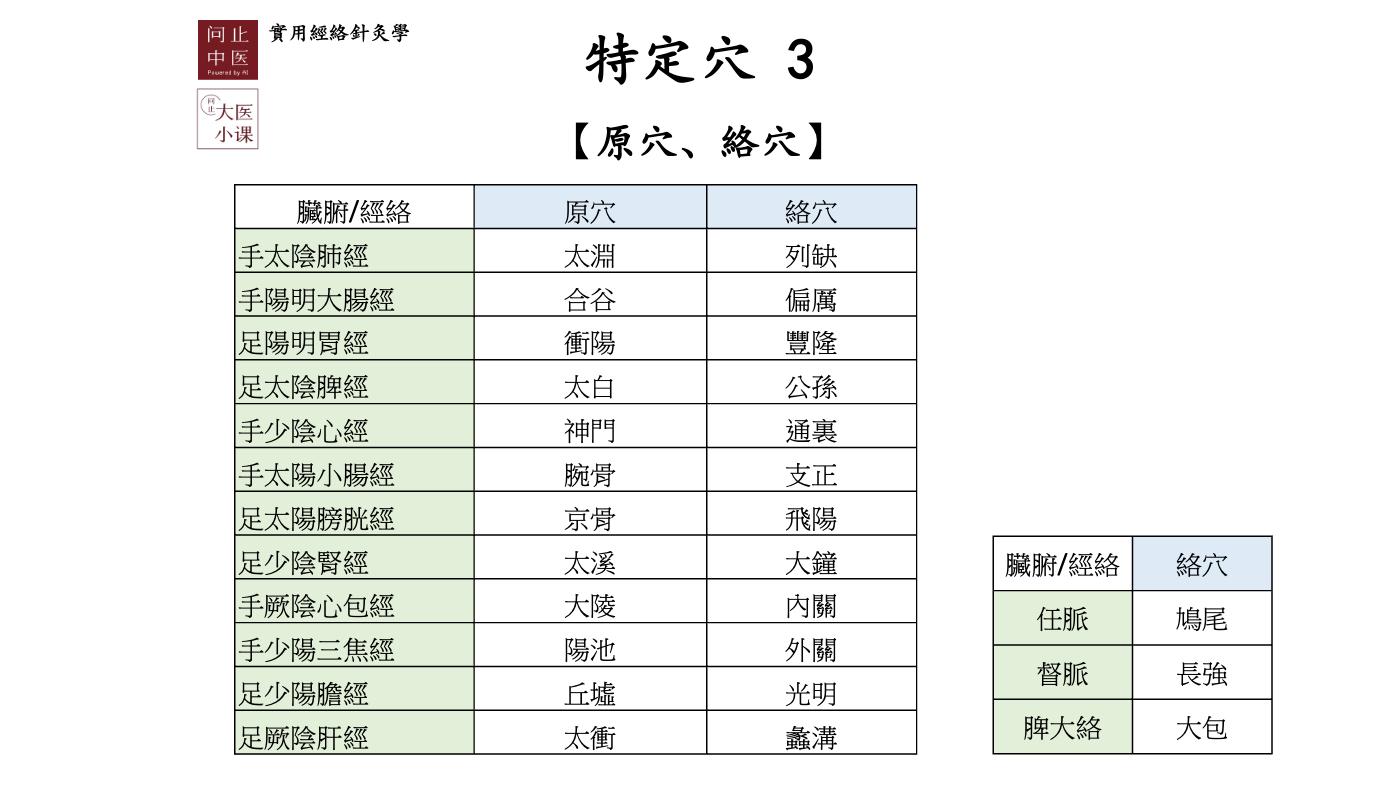 问止
中医
Powered by AI
實用經絡針灸學
问止
大医
小课
特定穴 3
【原穴、絡穴】
臟腑/經絡 原穴 絡穴
手太陰肺經 太淵 列缺
手陽明大腸經 合谷 偏厲
足陽明胃經 衝陽 豐隆
足太陰脾經 太白 公孫
手少陰心經 神門 通裏
手太陽小腸經 腕骨 支正
足太陽膀胱經 京骨 飛陽
足少陰腎經 太溪 大鐘
手厥陰心包經 大陵 內關
手少陽三焦經 陽池 外關
足少陽膽經 丘墟 光明
足厥陰肝經 太衝 蠡溝
臟腑/經絡 絡穴
任脈 鳩尾
督脈 長強
脾大絡 大包